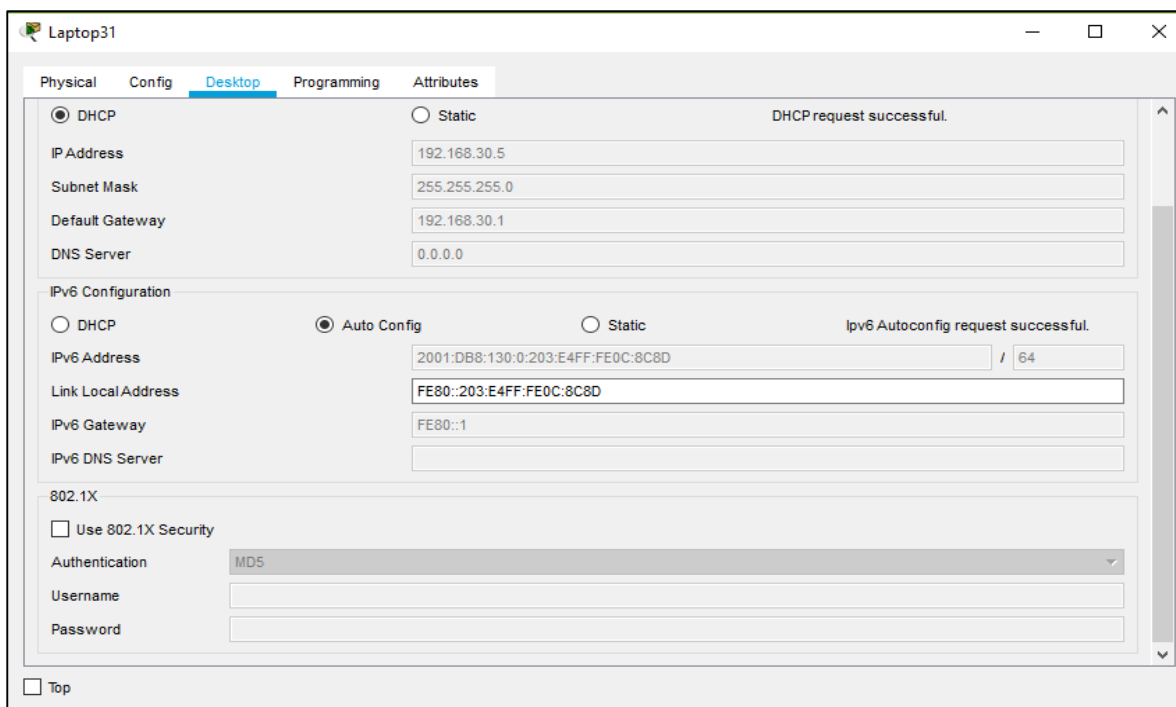 Laptop31
Physical Config Desktop Programming Attributes
DHCP Static DHCP request successful.
IP Address 192.168.30.5
Subnet Mask 255.255.255.0
Default Gateway 192.168.30.1
DNS Server 0.0.0.0
IPv6 Configuration
DHCP Auto Config Static Ipv6 Autoconfig request successful.
IPv6 Address 2001:DB8:130:0:203:E4FF:FE0C:8C8D / 64
Link Local Address FE80::203:E4FF:FE0C:8C8D
IPv6 Gateway FE80::1
IPv6 DNS Server
802.1X
Use 802.1X Security
Authentication MD5
Username
Password
Top